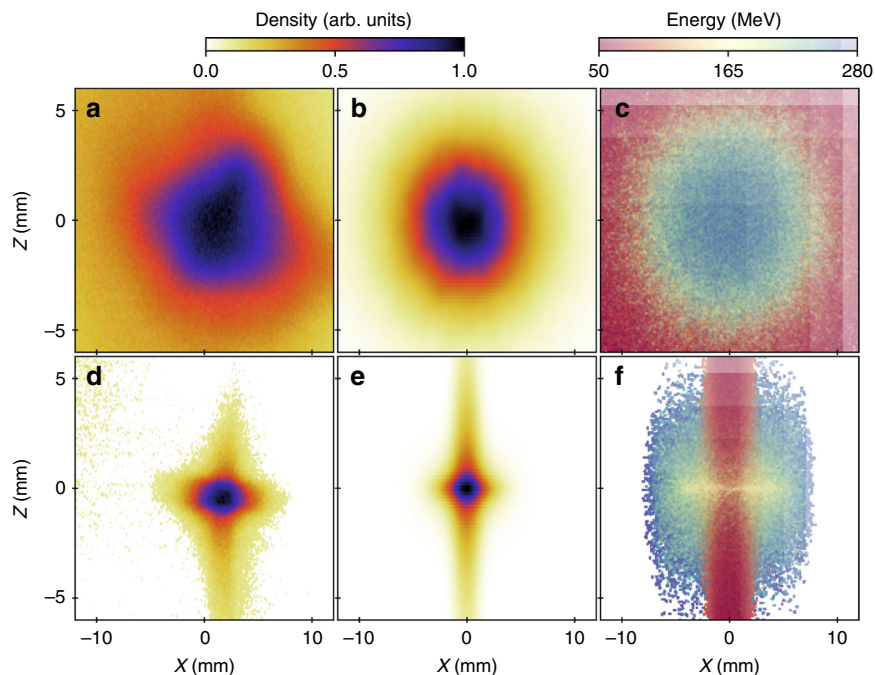 Density (arb. units)
Energy (MeV)
0.0 0.5 1.0
50 165 280
a b c
5
0
−5
Z (mm)
d e f
5
0
−5
Z (mm)
−10 0 10 −10 0 10 −10 0 10
X (mm) X (mm) X (mm)